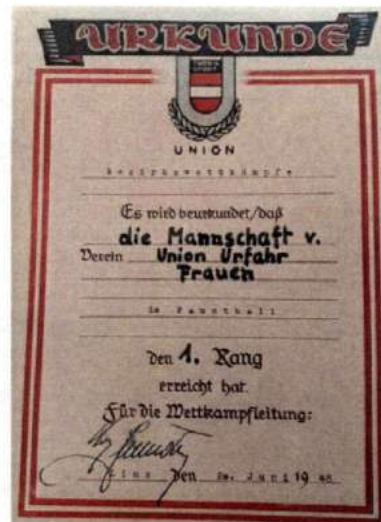 URKUNDE
UNION
Bezirkswettkämpfe
Es wird beurkundet/daß
die Mannschaft v.
Verein Union Urfahr
Frauen
im Faustball
den 1. Rang
erreicht hat.
Für die Wettkampfleitung:
Linz den Juni 1948